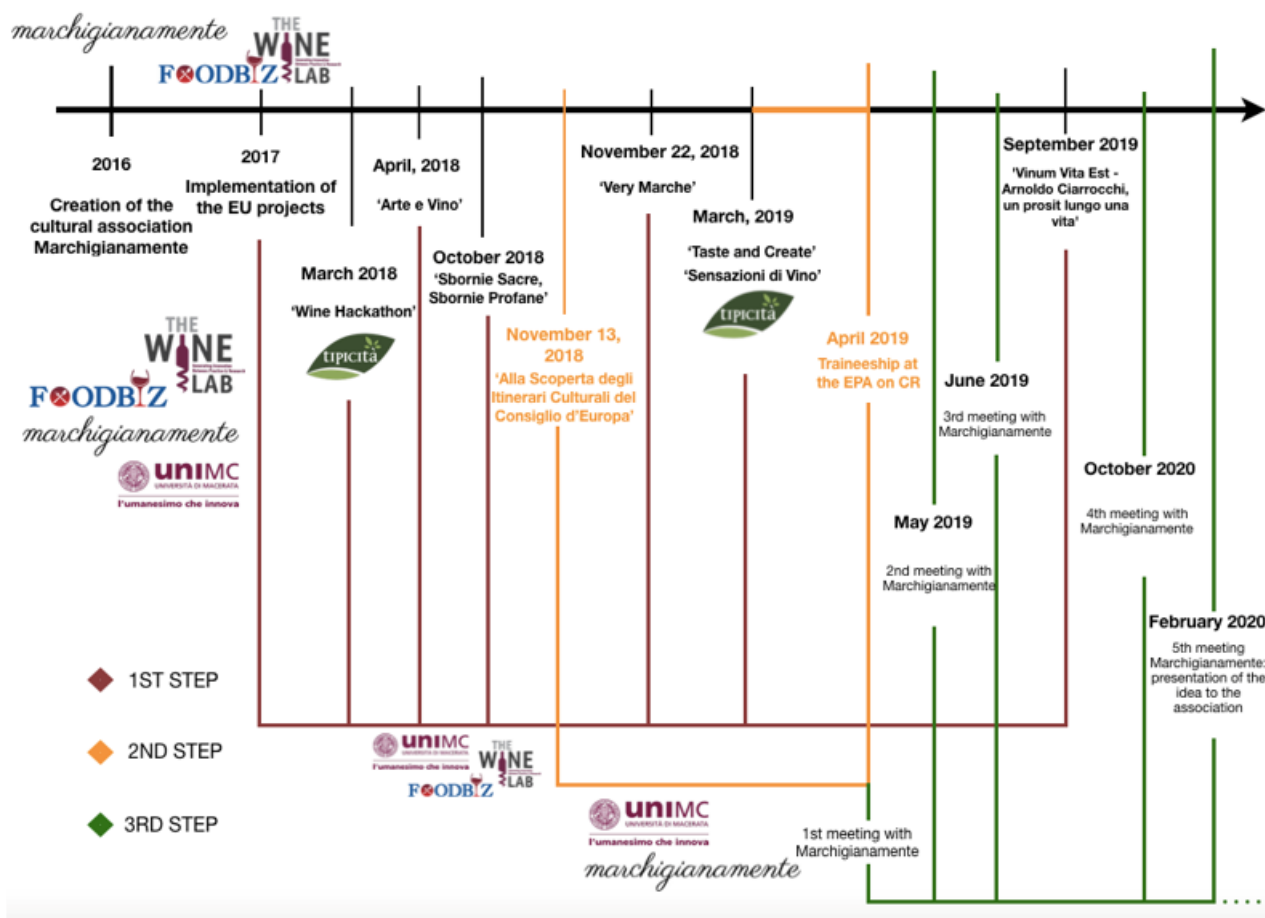 marchigianamente
THE
WINE
LAB
FOODBIZ
2016
Creation of the
cultural association
Marchigianamente
2017
Implementation of
the EU projects
March 2018
'Wine Hackathon'
tipicità
April, 2018
'Arte e Vino'
October 2018
'Sbornie Sacre,
Sbornie Profane'
November 13,
2018
'Alla Scoperta degli
Itinerari Culturali del
Consiglio d'Europa'
November 22, 2018
'Very Marche'
March, 2019
'Taste and Create'
'Sensazioni di Vino'
tipicità
April 2019
Traineeship at
the EPA on CR
May 2019
2nd meeting with
Marchigianamente
June 2019
3rd meeting with
Marchigianamente
September 2019
'Vinum Vita Est -
Arnoldo Ciarrocchi,
un prosit lungo una
vita'
October 2020
4th meeting with
Marchigianamente
February 2020
5th meeting
Marchigianamente:
presentation of the
idea to the
association
THE
WINE
LAB
FOODBIZ
marchigianamente
uniMC
UNIVERSITÀ DI MACERATA
l'umanesimo che innova
1ST STEP
2ND STEP
3RD STEP
uniMC
UNIVERSITÀ DI MACERATA
l'umanesimo che innova
THE
WINE
LAB
FOODBIZ
uniMC
UNIVERSITÀ DI MACERATA
l'umanesimo che innova
marchigianamente
1st meeting with
Marchigianamente